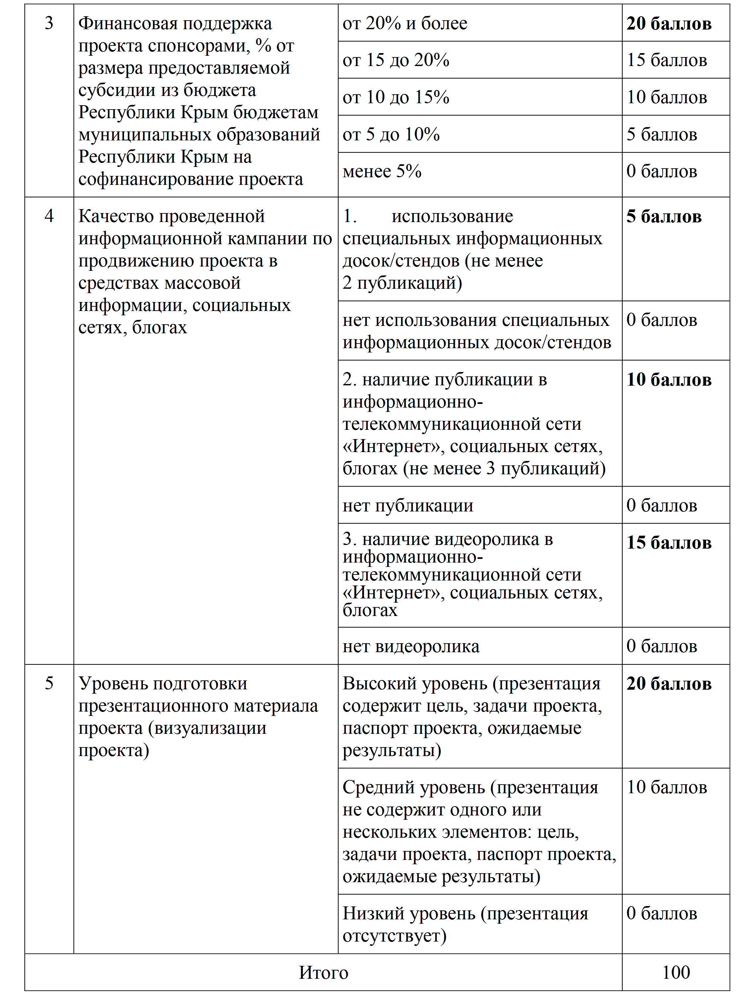 3
Финансовая поддержка
проекта спонсорами, % от
размера предоставляемой
субсидии из бюджета
Республики Крым бюджетам
муниципальных образований
Республики Крым на
софинансирование проекта
от 20% и более
20 баллов
от 15 до 20%
15 баллов
от 10 до 15%
10 баллов
от 5 до 10%
5 баллов
менее 5%
0 баллов
4
Качество проведенной
информационной кампании по
продвижению проекта в
средствах массовой
информации, социальных
сетях, блогах
1. использование
специальных информационных
досок/стендов (не менее
2 публикаций)
5 баллов
нет использования специальных
информационных досок/стендов
0 баллов
2. наличие публикации в
информационно-
телекоммуникационной сети
«Интернет», социальных сетях,
блогах (не менее 3 публикаций)
10 баллов
нет публикации
0 баллов
3. наличие видеоролика в
информационно-
телекоммуникационной сети
«Интернет», социальных сетях,
блогах
15 баллов
нет видеоролика
0 баллов
5
Уровень подготовки
презентационного материала
проекта (визуализации
проекта)
Высокий уровень (презентация
содержит цель, задачи проекта,
паспорт проекта, ожидаемые
результаты)
20 баллов
Средний уровень (презентация
не содержит одного или
нескольких элементов: цель,
задачи проекта, паспорт проекта,
ожидаемые результаты)
10 баллов
Низкий уровень (презентация
отсутствует)
0 баллов
Итого
100